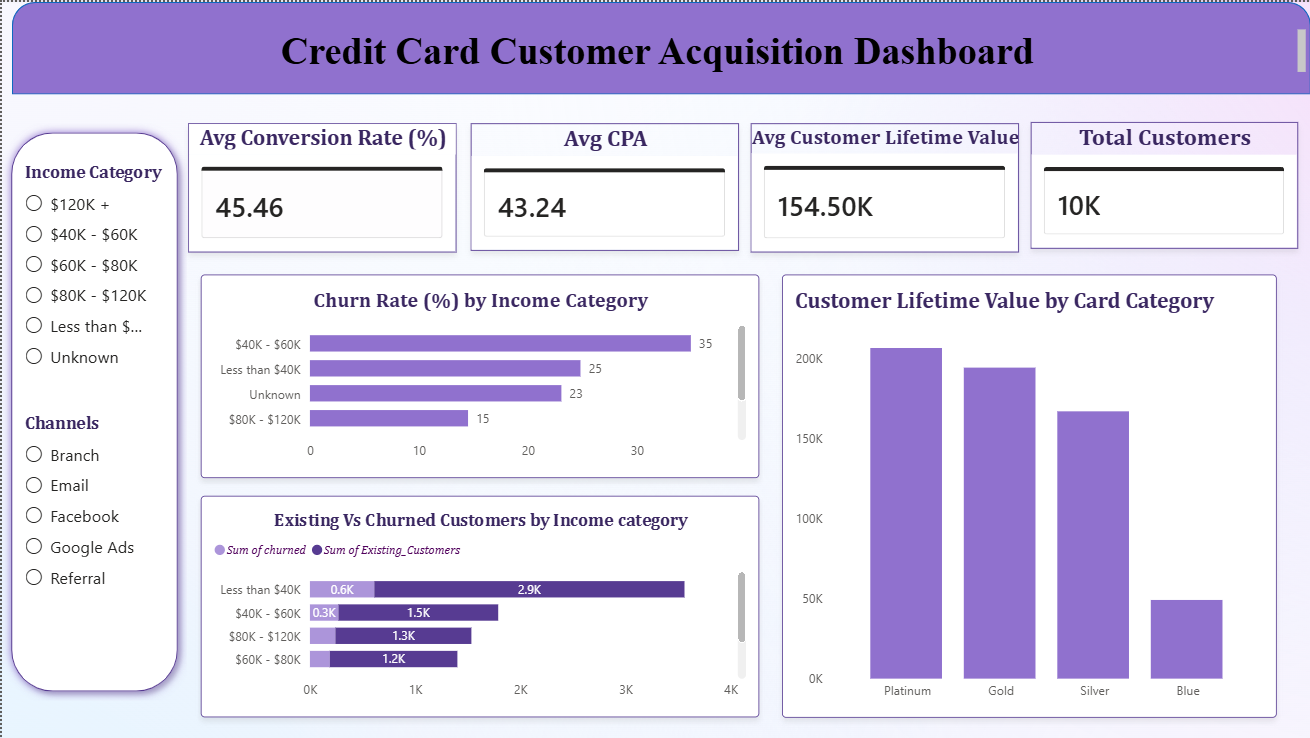 Credit Card Customer Acquisition Dashboard
Income Category
$120K +
$40K - $60K
$60K - $80K
$80K - $120K
Less than $...
Unknown
Channels
Branch
Email
Facebook
Google Ads
Referral
Avg Conversion Rate (%)
45.46
Avg CPA
43.24
Avg Customer Lifetime Value
154.50K
Total Customers
10K
Churn Rate (%) by Income Category
$40K - $60K 35
Less than $40K 25
Unknown 23
$80K - $120K 15
0 10 20 30
Existing Vs Churned Customers by Income category
Sum of churned Sum of Existing_Customers
Less than $40K 0.6K 2.9K
$40K - $60K 0.3K 1.5K
$80K - $120K 1.3K
$60K - $80K 1.2K
0K 1K 2K 3K 4K
Customer Lifetime Value by Card Category
200K
150K
100K
50K
0K
Platinum Gold Silver Blue